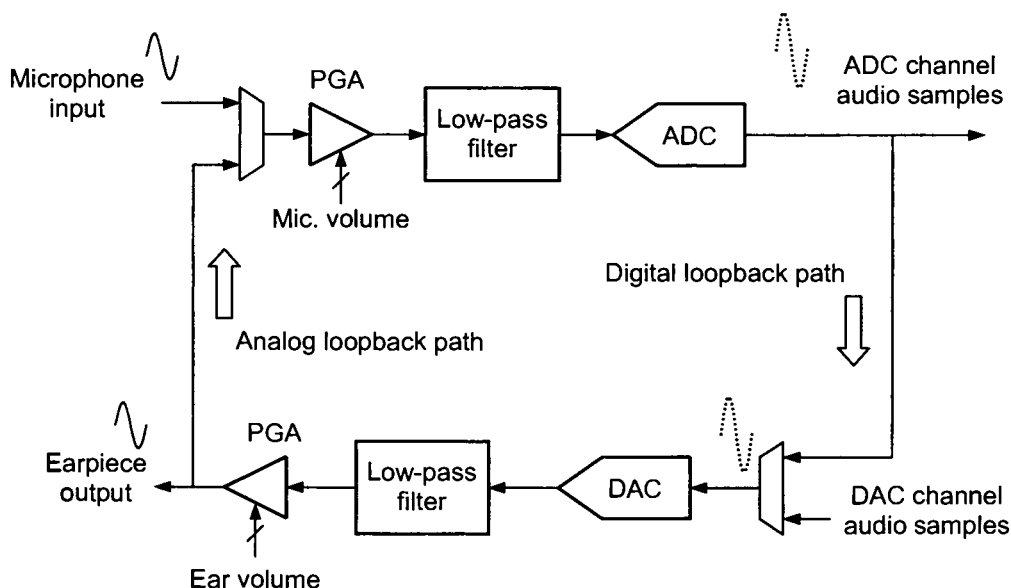 Microphone
input
PGA
Low-pass
filter
ADC
ADC channel
audio samples
Mic. volume
Digital loopback path
Analog loopback path
Earpiece
output
PGA
Low-pass
filter
DAC
DAC channel
audio samples
Ear volume